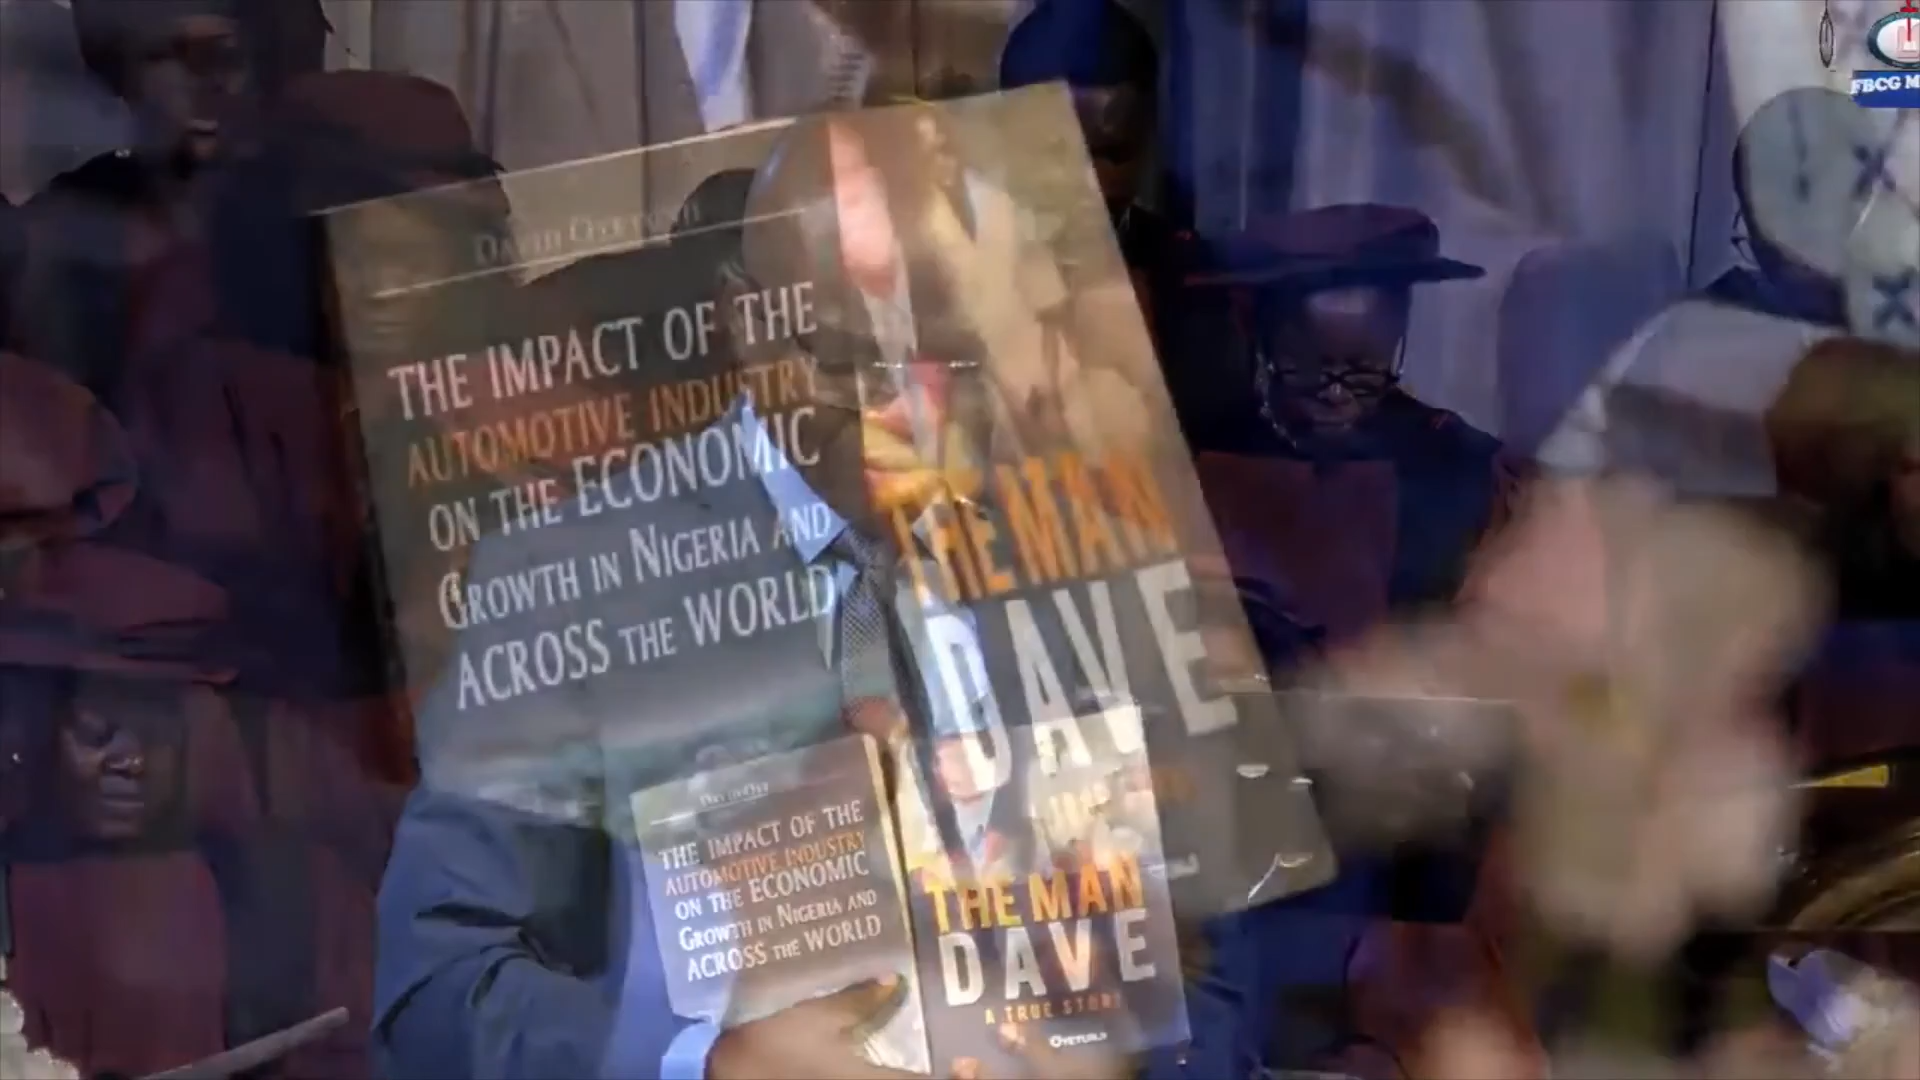 FBCG M
THE IMPACT OF THE
AUTOMOTIVE INDUSTRY
ON THE ECONOMIC
GROWTH IN NIGERIA AND
ACROSS THE WORLD
THE MAN
DAVE
THE IMPACT OF THE
AUTOMOTIVE INDUSTRY
ON THE ECONOMIC
GROWTH IN NIGERIA AND
ACROSS THE WORLD
THE MAN
DAVE
A TRUE STORY